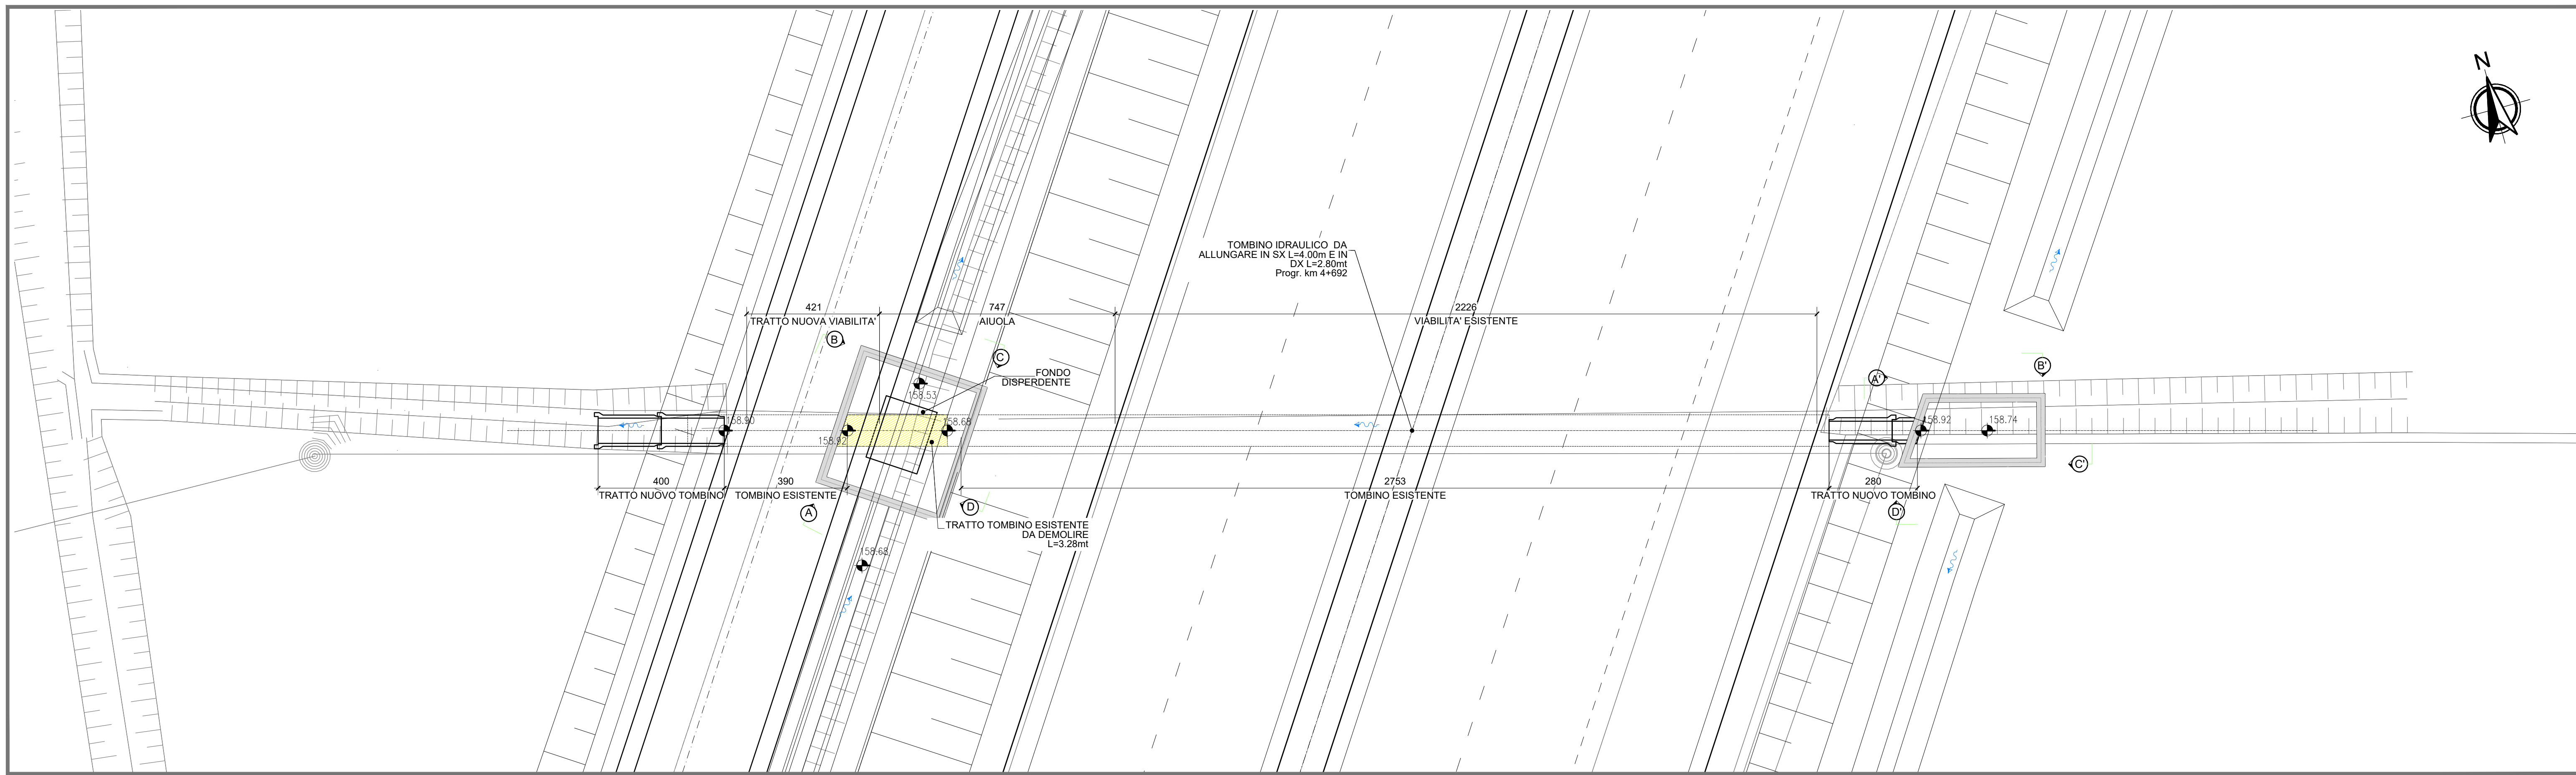 N
TOMBINO IDRAULICO DA
ALLUNGARE IN SX L=4.00m E IN
DX L=2.80mt
Progr. km 4+692
421
TRATTO NUOVA VIABILITA'
747
AIUOLA
2226
VIABILITA' ESISTENTE
B
C
FONDO
DISPERDENTE
A'
B'
158.53
158.90
158.92
158.68
158.92
158.74
C'
400
TRATTO NUOVO TOMBINO
390
TOMBINO ESISTENTE
2753
TOMBINO ESISTENTE
280
TRATTO NUOVO TOMBINO
A
D
D'
TRATTO TOMBINO ESISTENTE
DA DEMOLIRE
L=3.28mt
158.68